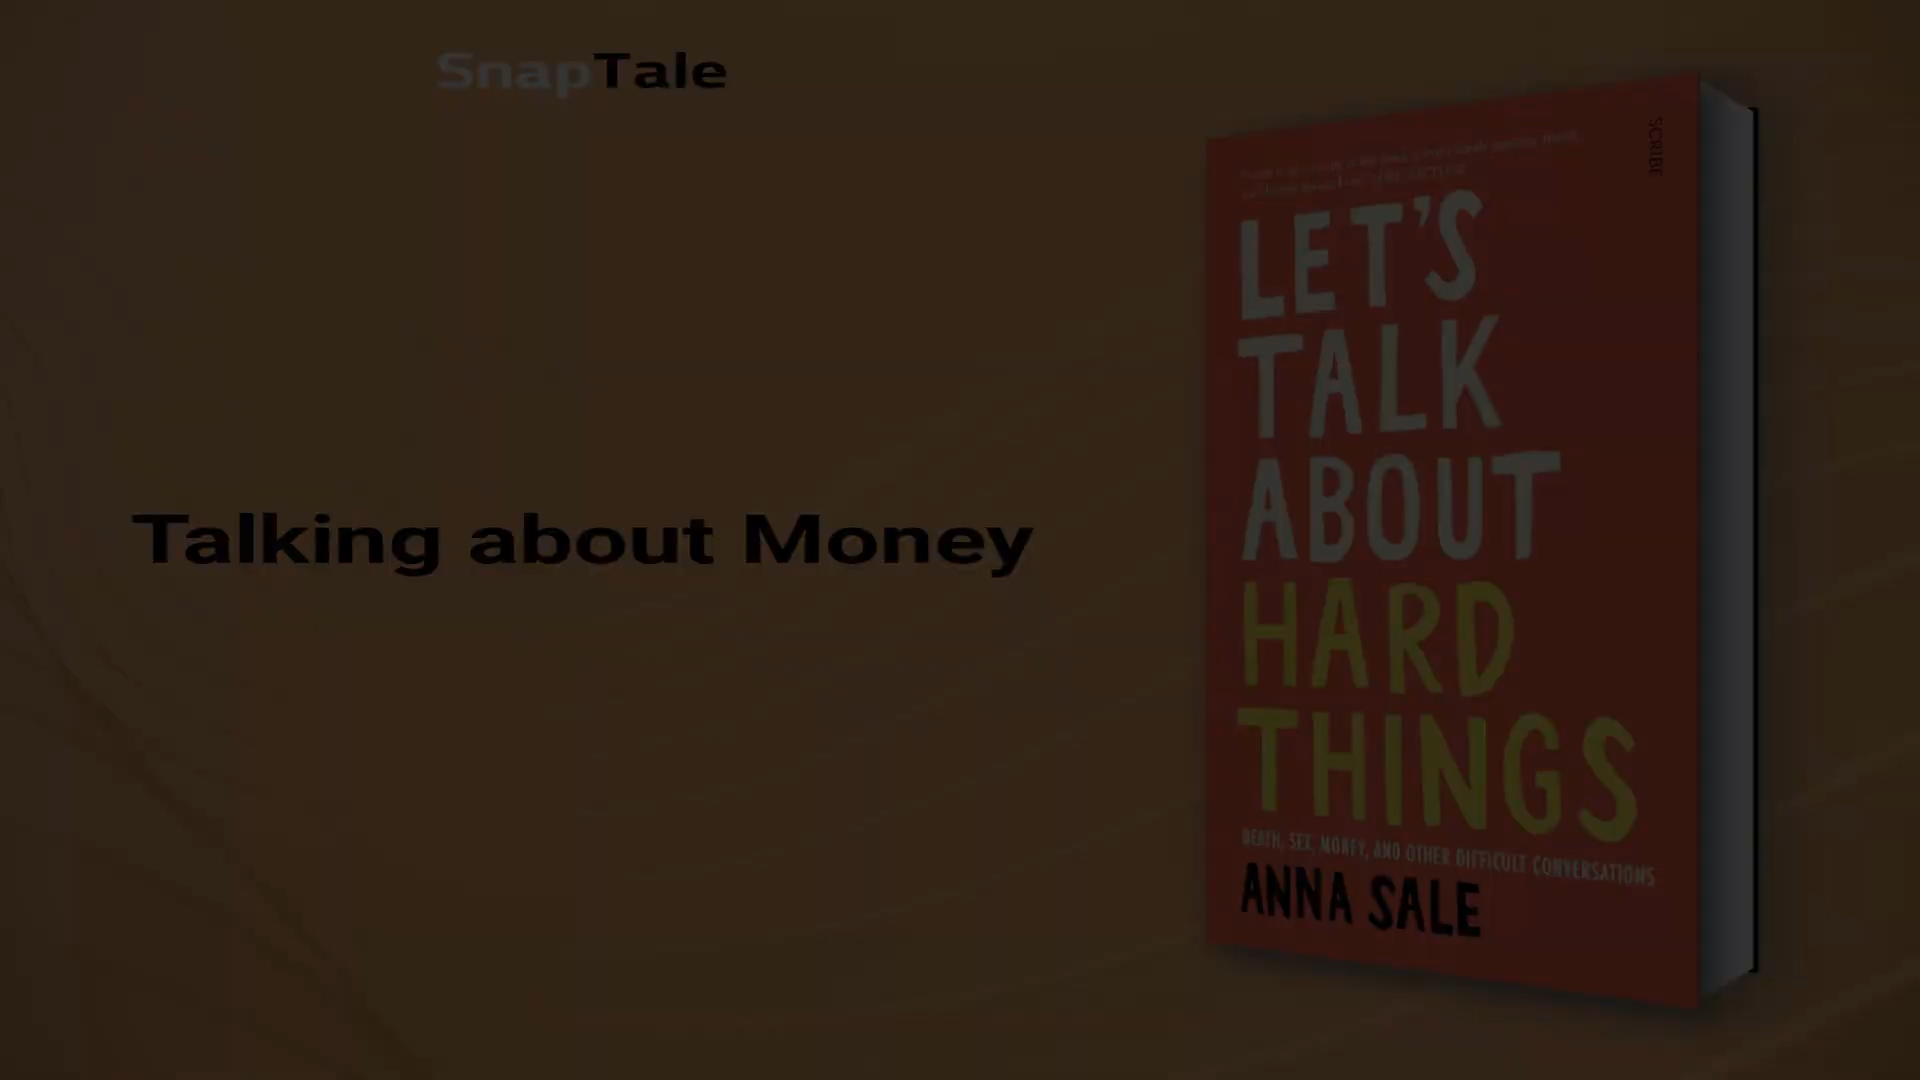 SnapTale
Talking about Money
SCRIBE
LET'S
TALK
ABOUT
HARD
THINGS
DEATH, SEX, MONEY, AND OTHER DIFFICULT CONVERSATIONS
ANNA SALE